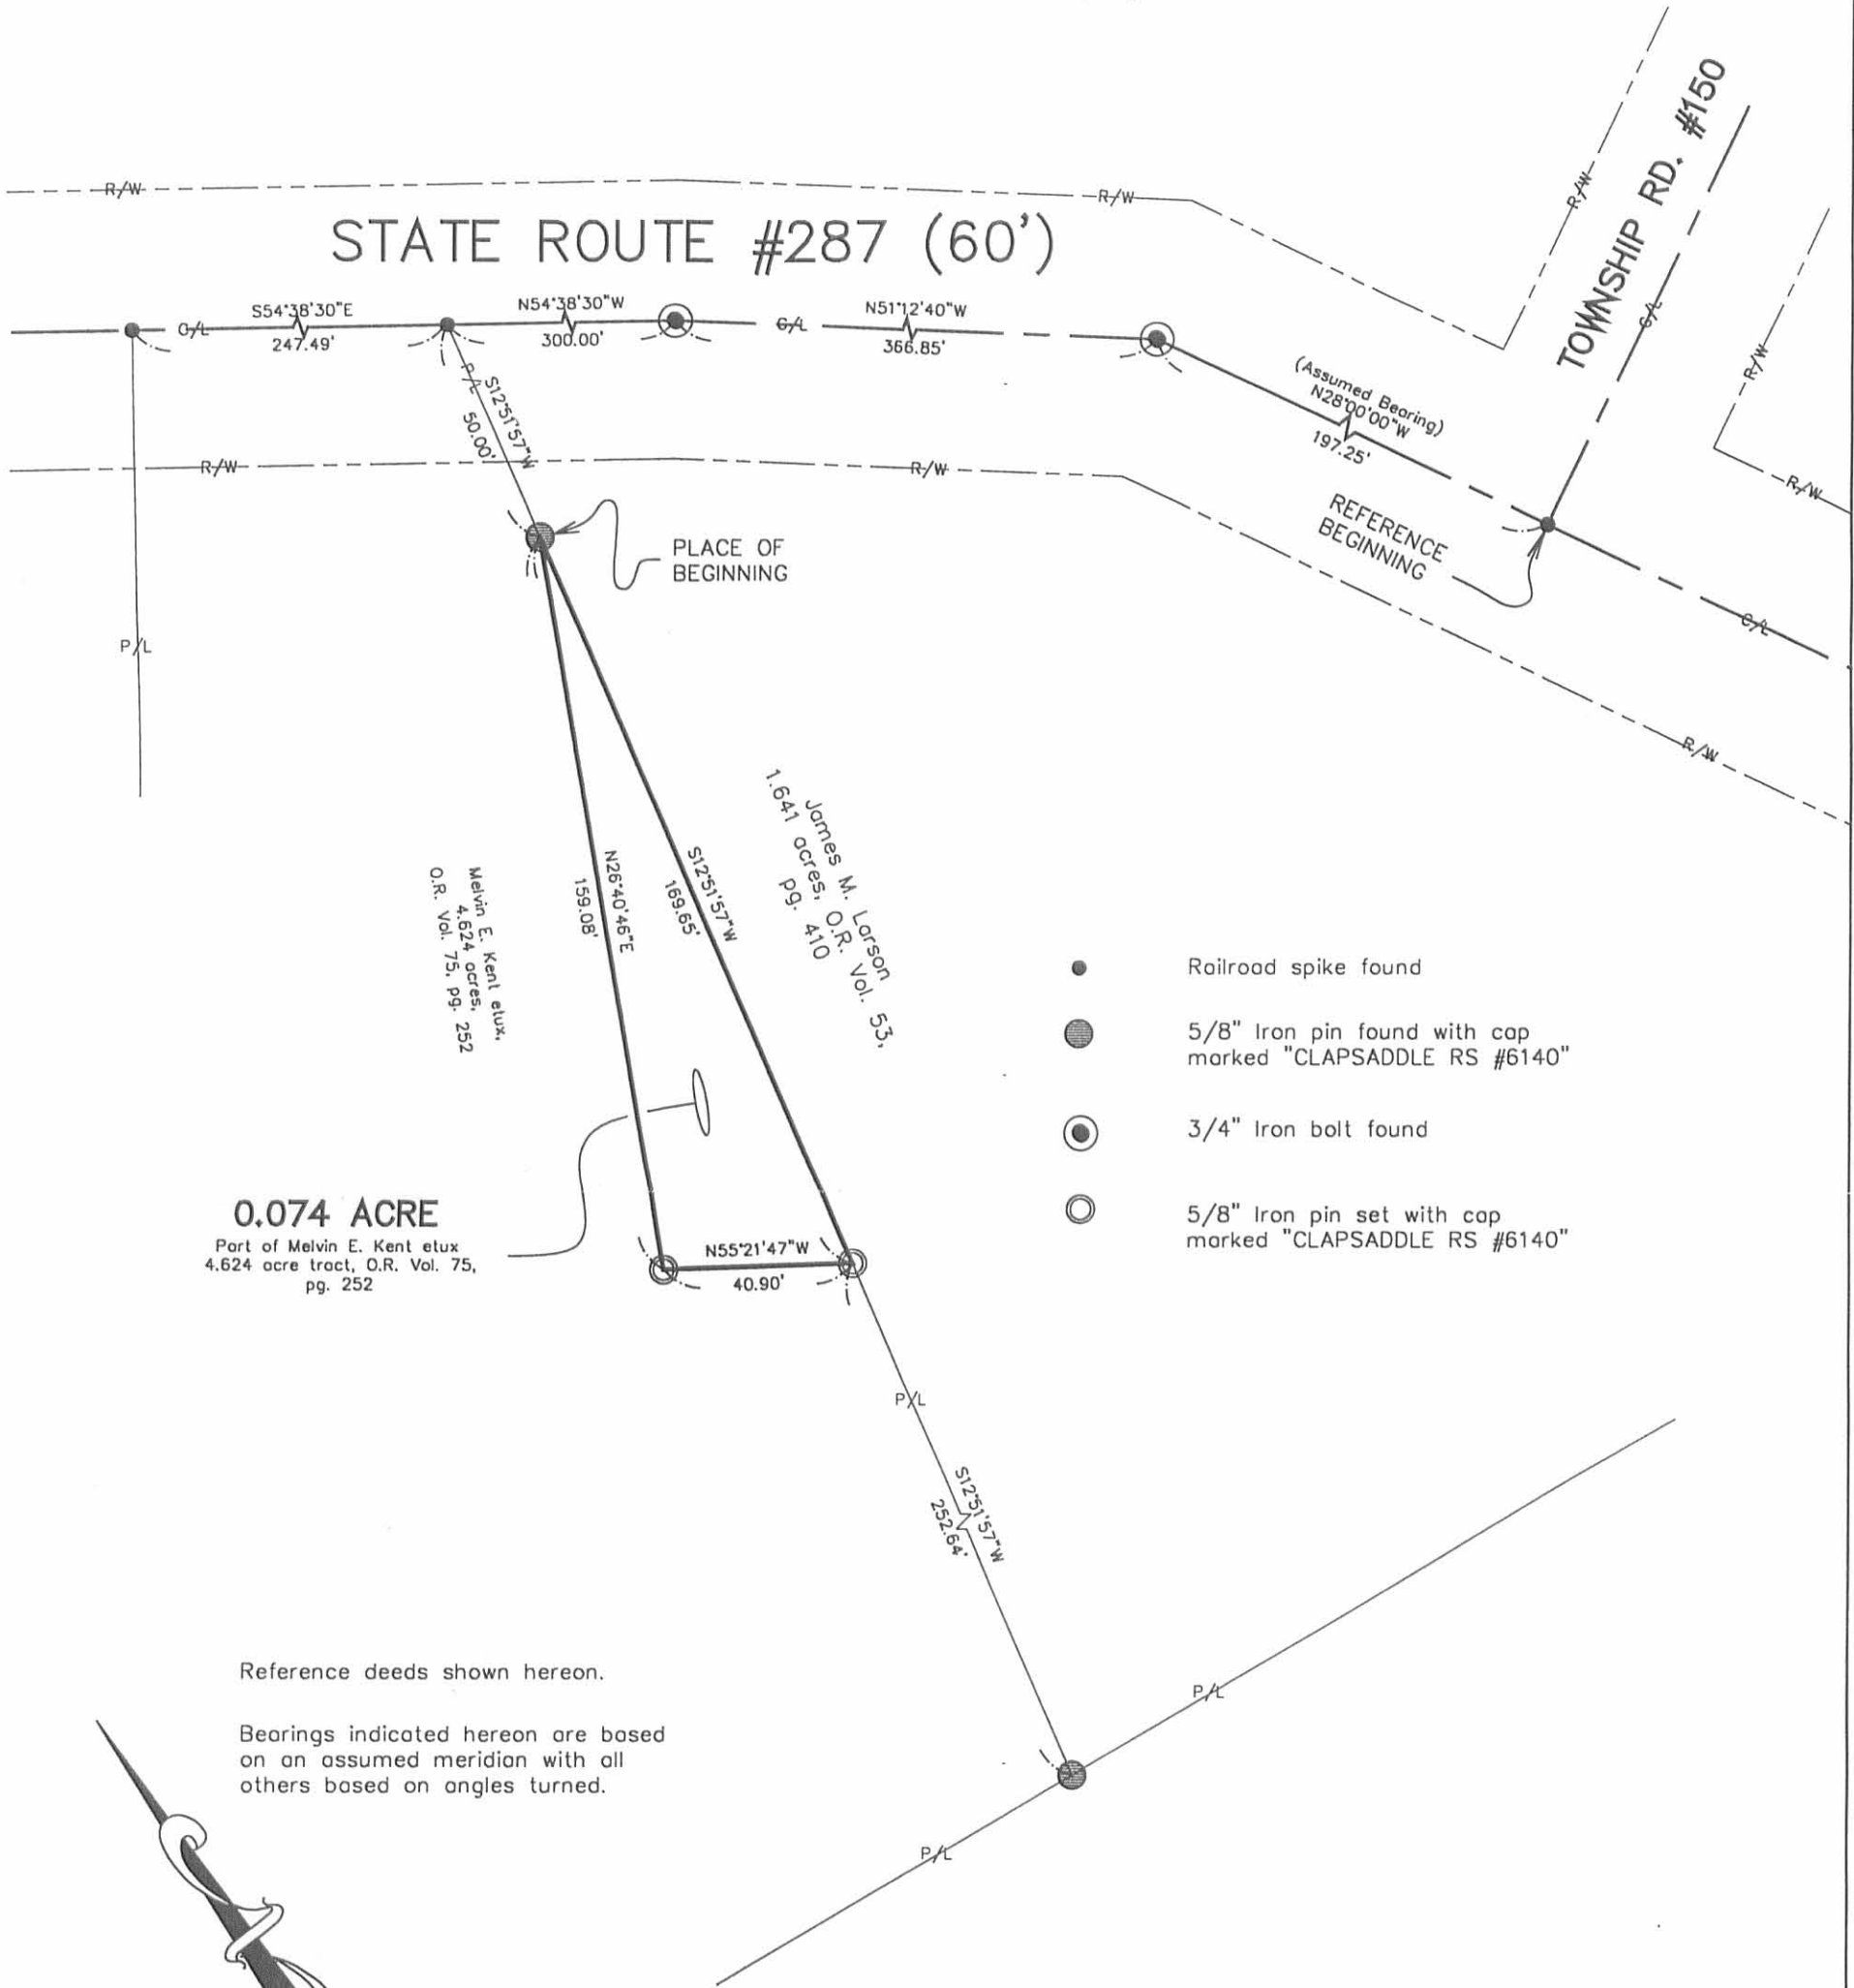 TOWNSHIP RD. #150
R/W
R/W
R/W
STATE ROUTE #287 (60')
S54°38'30"E
247.49'
C/L
N54°38'30"W
300.00'
C/L
N51°12'40"W
366.85'
C/L
R/W
(Assumed Bearing)
N28°00'00"W
197.25'
P/L
S12°51'57"W
50.00'
R/W
R/W
R/W
REFERENCE
BEGINNING
PLACE OF
BEGINNING
C/L
P/L
R/W
James M. Larson
1.641 acres, O.R. Vol. 53,
pg. 410
S12°51'57"W
169.65'
N26°40'46"E
159.08'
Melvin E. Kent etux,
4.624 acres,
O.R. Vol. 75, pg. 252
Railroad spike found
5/8" Iron pin found with cap
marked "CLAPSADDLE RS #6140"
3/4" Iron bolt found
5/8" Iron pin set with cap
marked "CLAPSADDLE RS #6140"
0.074 ACRE
Part of Melvin E. Kent etux
4.624 acre tract, O.R. Vol. 75,
pg. 252
N55°21'47"W
40.90'
P/L
S12°51'57"W
252.64'
Reference deeds shown hereon.
Bearings indicated hereon are based
on an assumed meridian with all
others based on angles turned.
P/L
P/L